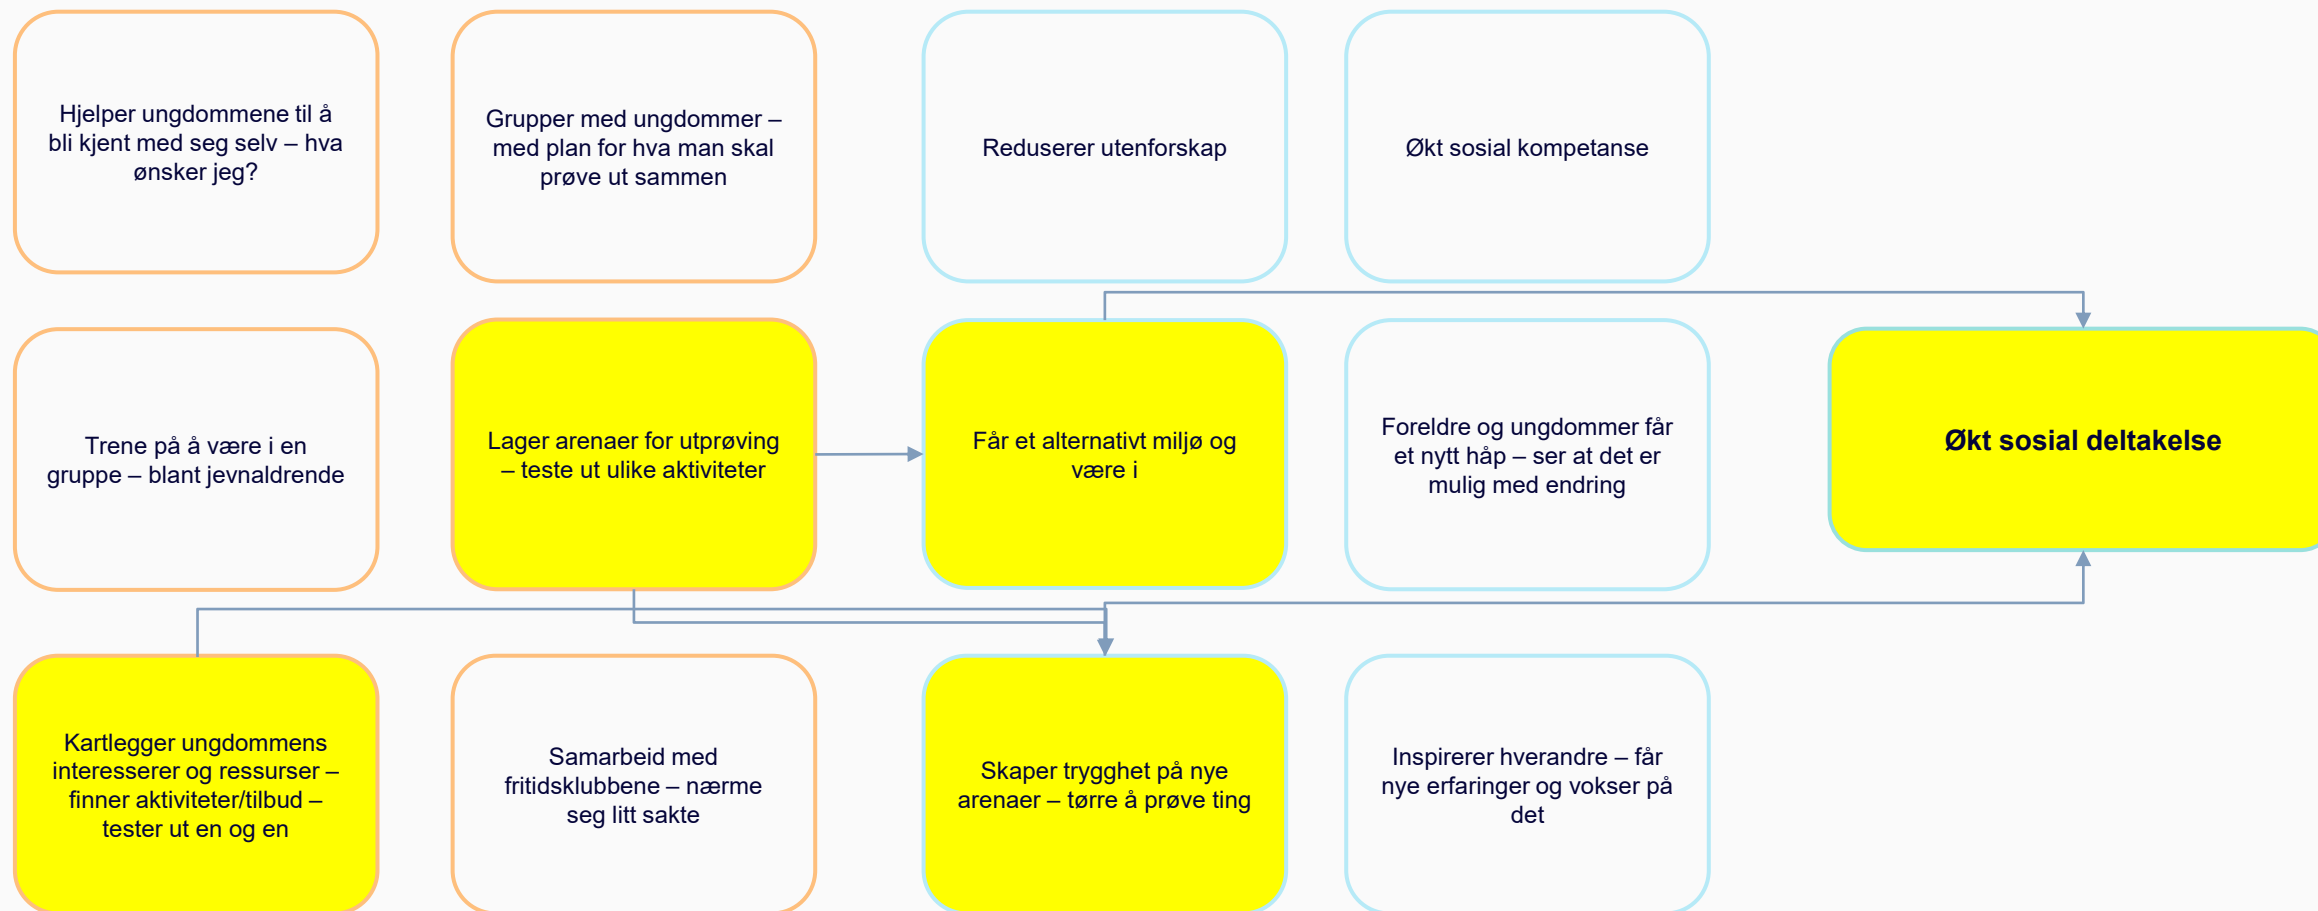 Hjelper ungdommene til å
bli kjent med seg selv – hva
ønsker jeg?
Grupper med ungdommer –
med plan for hva man skal
prøve ut sammen
Reduserer utenforskap
Økt sosial kompetanse
Trene på å være i en
gruppe – blant jevnaldrende
Lager arenaer for utprøving
– teste ut ulike aktiviteter
Får et alternativt miljø og
være i
Foreldre og ungdommer får
et nytt håp – ser at det er
mulig med endring
Økt sosial deltakelse
Kartlegger ungdommens
interesserer og ressurser –
finner aktiviteter/tilbud –
tester ut en og en
Samarbeid med
fritidsklubbene – nærme
seg litt sakte
Skaper trygghet på nye
arenaer – tørre å prøve ting
Inspirerer hverandre – får
nye erfaringer og vokser på
det